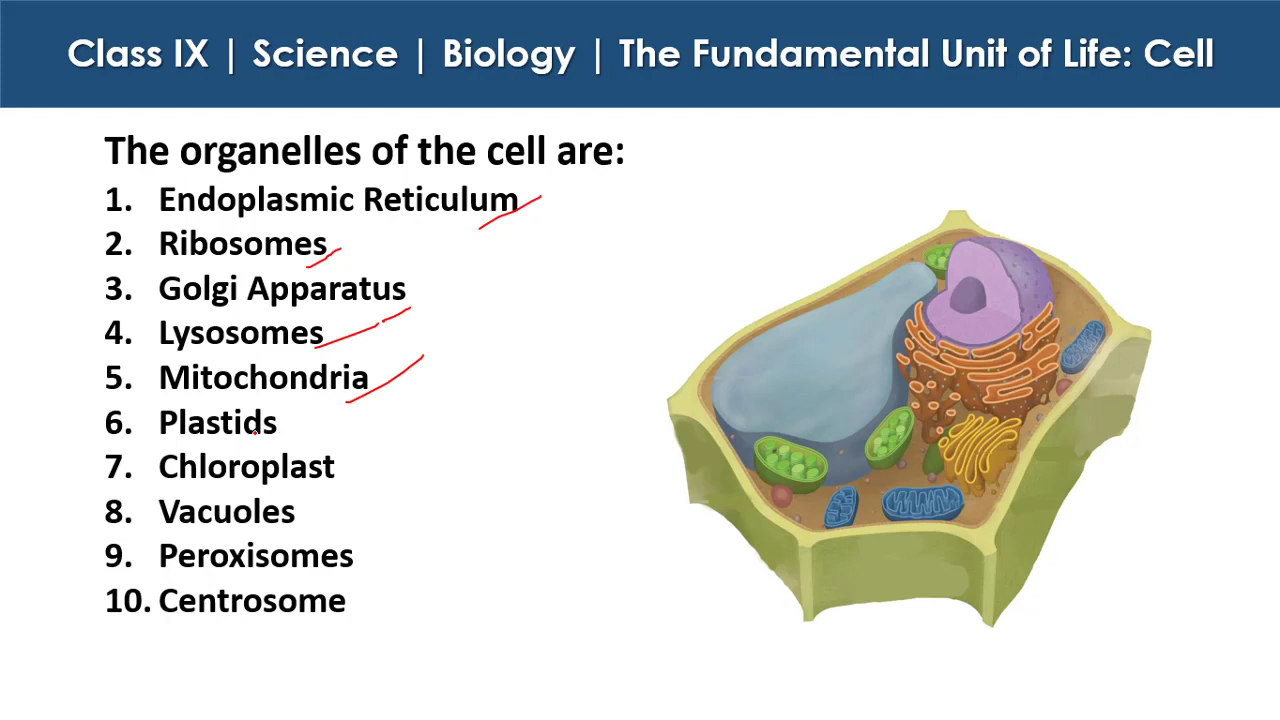 Class IX | Science | Biology | The Fundamental Unit of Life: Cell
The organelles of the cell are:
1. Endoplasmic Reticulum
2. Ribosomes
3. Golgi Apparatus
4. Lysosomes
5. Mitochondria
6. Plastids
7. Chloroplast
8. Vacuoles
9. Peroxisomes
10. Centrosome